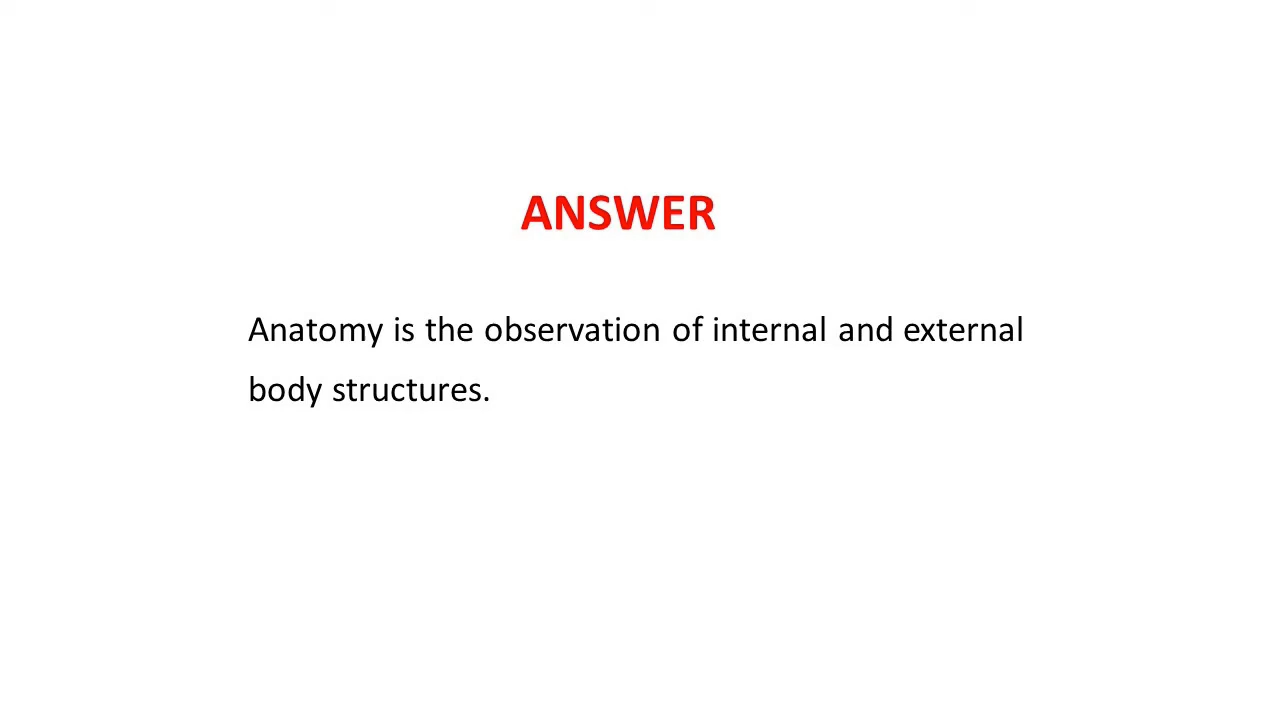 ANSWER
Anatomy is the observation of internal and external
body structures.